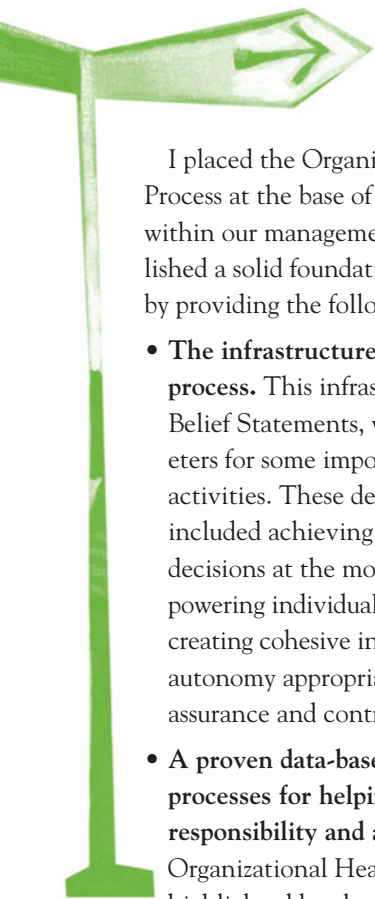 I placed the Organi
Process at the base of
within our manageme
lished a solid foundati
by providing the follo
• The infrastructure
process. This infras
Belief Statements, w
eters for some impo
activities. These de
included achieving
decisions at the mo
powering individual
creating cohesive in
autonomy appropria
assurance and contr
• A proven data-base
processes for helpi
responsibility and a
Organizational Hea